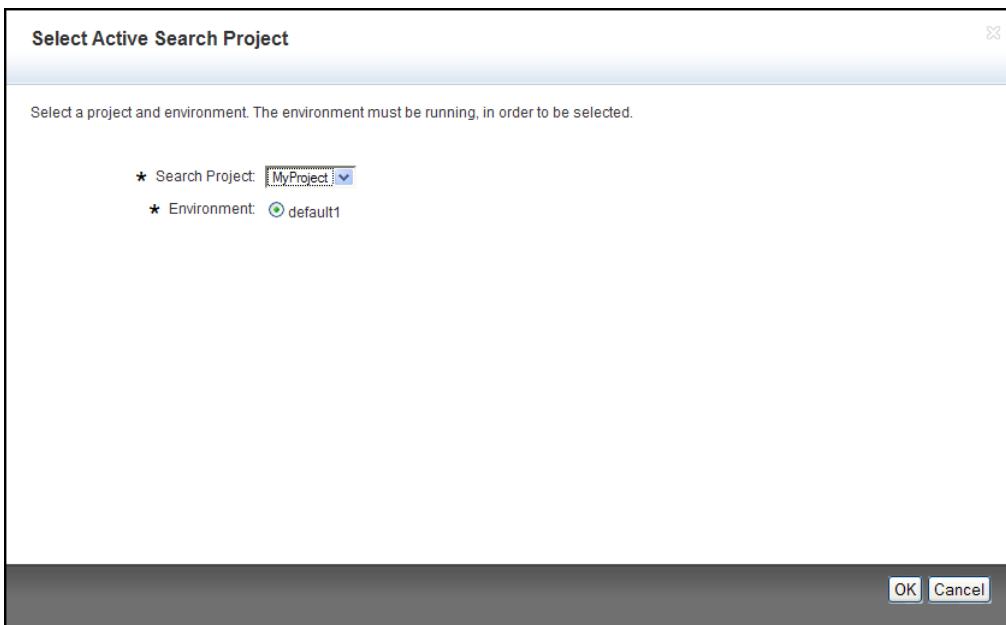 Select Active Search Project
Select a project and environment. The environment must be running, in order to be selected.
* Search Project: MyProject
* Environment: default1
OK Cancel